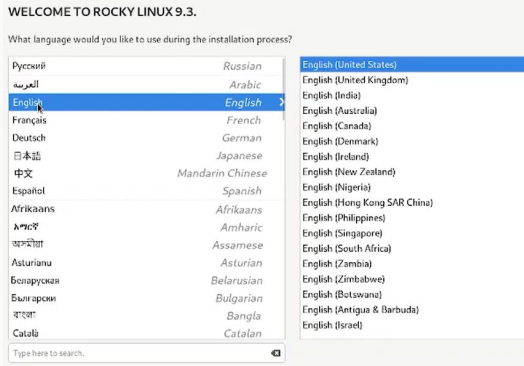 WELCOME TO ROCKY LINUX 9.3.
What language would you like to use during the installation process?
Русский Russian
العربية Arabic
English English
Français French
Deutsch German
日本語 Japanese
中文 Mandarin Chinese
Español Spanish
Afrikaans Afrikaans
አማርኛ Amharic
অসমীয়া Assamese
Asturianu Asturian
Беларуская Belarusian
Български Bulgarian
বাংলা Bangla
Català Catalan
Type here to search.
English (United States)
English (United Kingdom)
English (India)
English (Australia)
English (Canada)
English (Denmark)
English (Ireland)
English (New Zealand)
English (Nigeria)
English (Hong Kong SAR China)
English (Philippines)
English (Singapore)
English (South Africa)
English (Zambia)
English (Zimbabwe)
English (Botswana)
English (Antigua & Barbuda)
English (Israel)